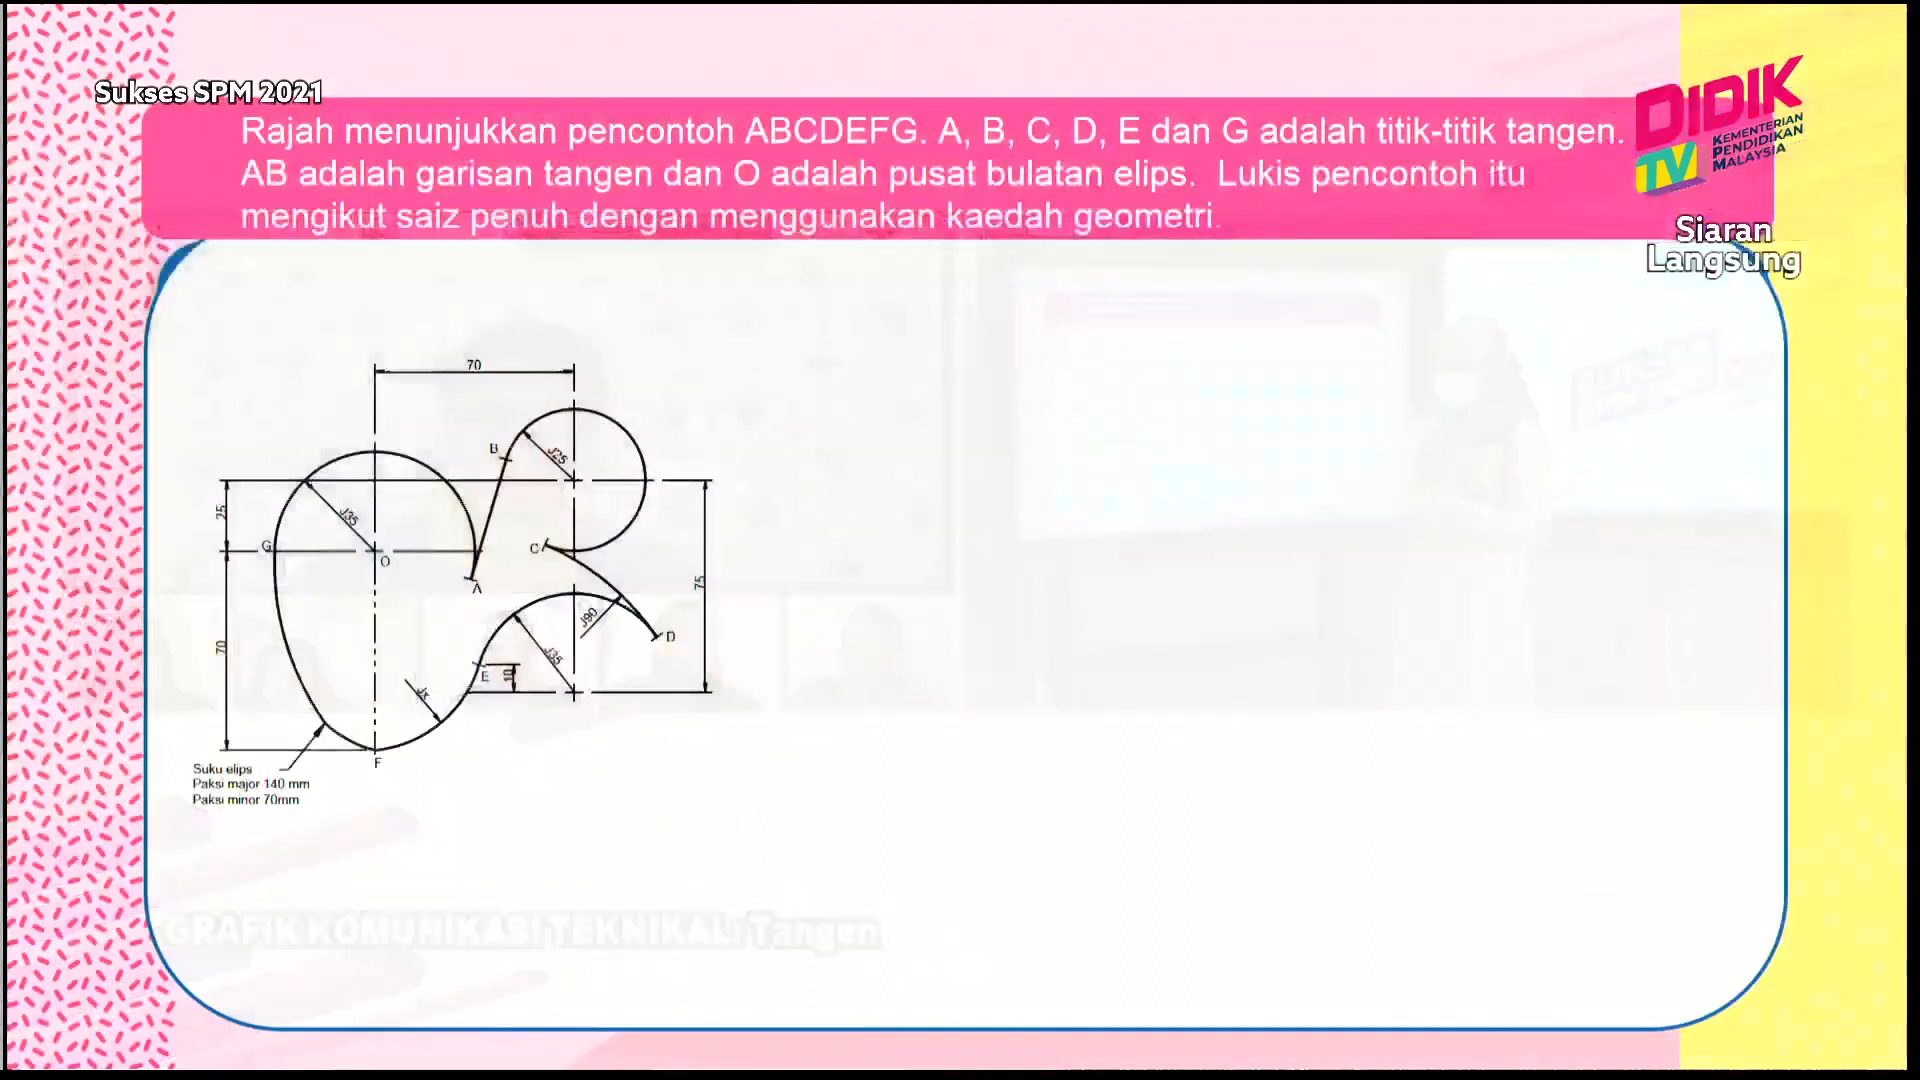 Sukses SPM 2021
Rajah menunjukkan pencontoh ABCDEFG. A, B, C, D, E dan G adalah titik-titik tangen.
AB adalah garisan tangen dan O adalah pusat bulatan elips. Lukis pencontoh itu
mengikut saiz penuh dengan menggunakan kaedah geometri.
DIDIK
TV
KEMENTERIAN
PENDIDIKAN
MALAYSIA
Siaran
Langsung
70
B
J25
25
J35
G
O
C
A
75
J90
D
70
J35
E
10
Jx
F
Suku elips
Paksi major 140 mm
Paksi minor 70mm
GRAFIK KOMUNIKASI TEKNIKAL: Tangen